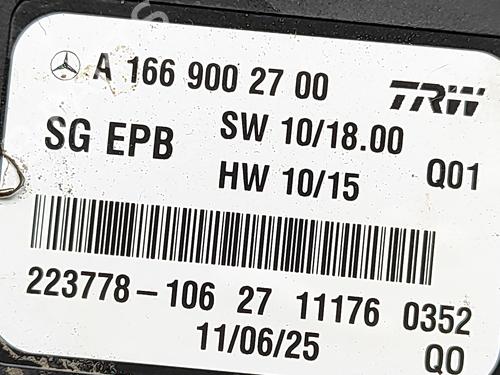 A 166 900 27 00
TRW
SG EPB
SW 10/18.00
HW 10/15
Q01
223778-106 27 11176 0352
11/06/25
Q0